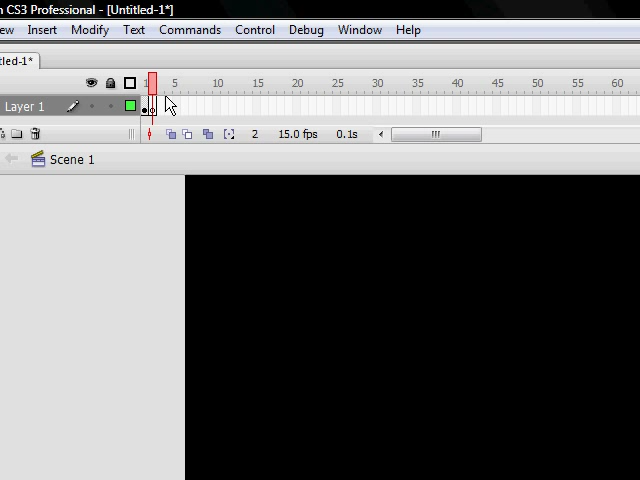 n CS3 Professional - [Untitled-1*]
ew Insert Modify Text Commands Control Debug Window Help
tled-1*
1 5 10 15 20 25 30 35 40 45 50 55 60
Layer 1
2 15.0 fps 0.1s
Scene 1